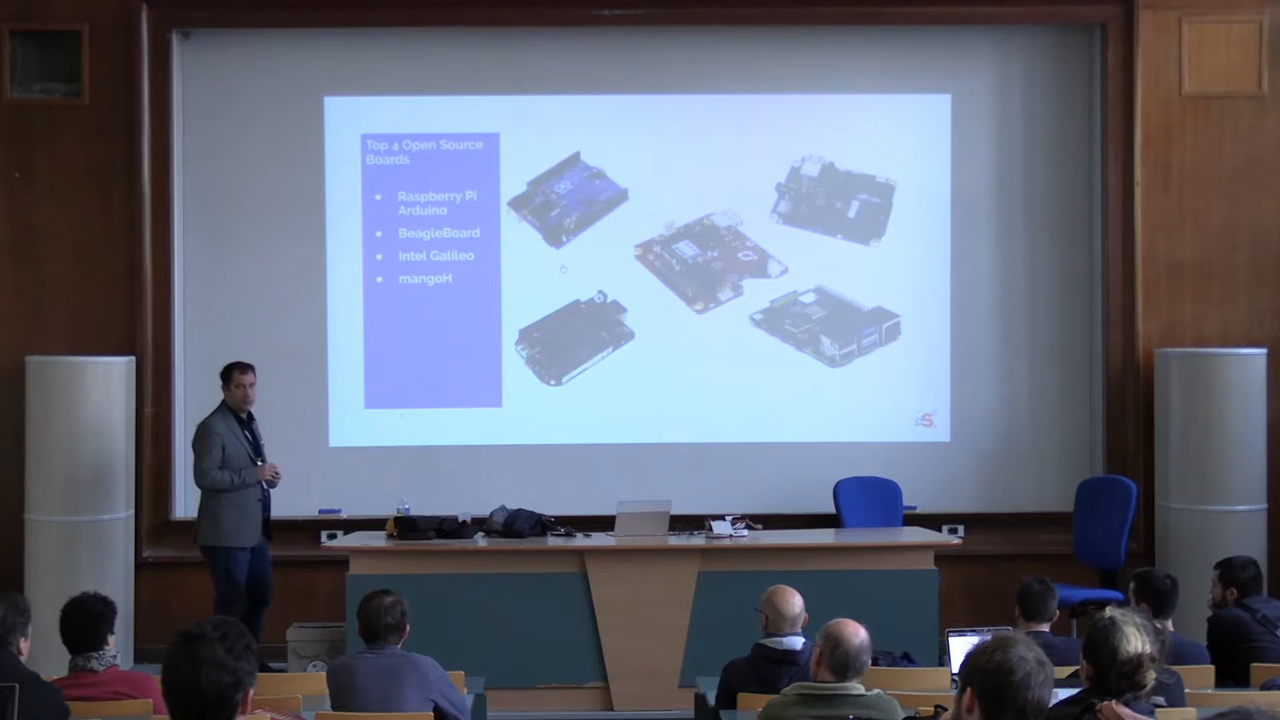 Top 4 Open Source
Boards
Raspberry Pi
Arduino
BeagleBoard
Intel Galileo
mangoH